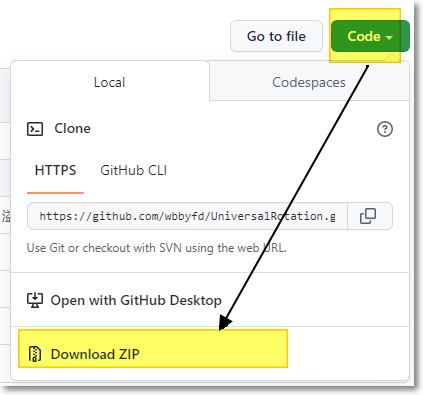 Go to file
Code
Local
Codespaces
Clone
HTTPS
GitHub CLI
https://github.com/wbbyfd/UniversalRotation.g
Use Git or checkout with SVN using the web URL.
Open with GitHub Desktop
Download ZIP